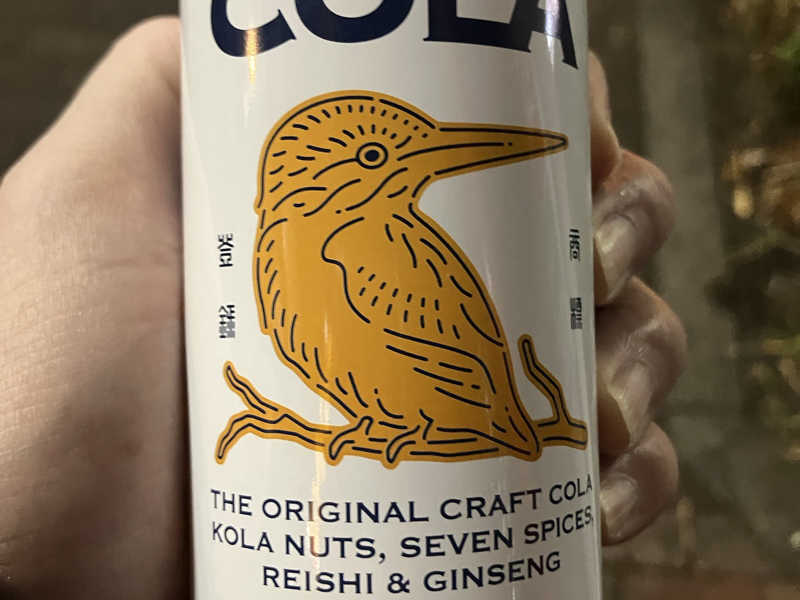 COLA
THE ORIGINAL CRAFT COLA
KOLA NUTS, SEVEN SPICES,
REISHI & GINSENG